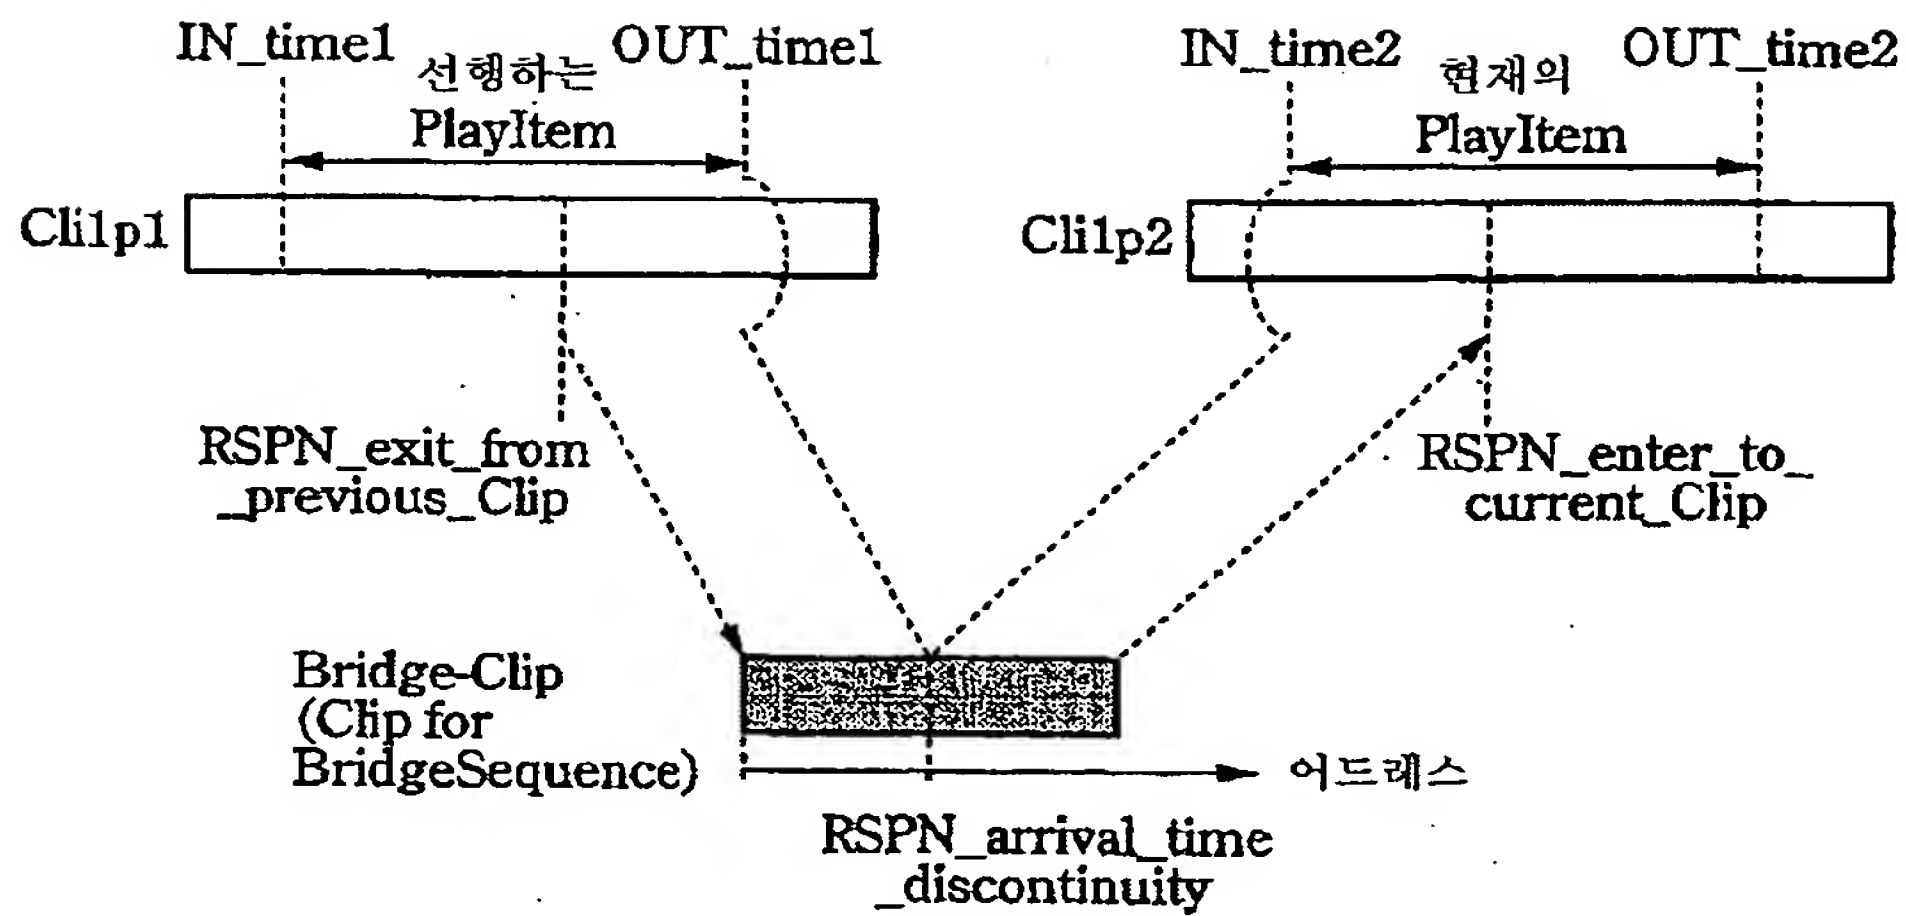 IN_time1
선행하는
PlayItem
OUT_time1
IN_time2
현재의
PlayItem
OUT_time2
Cli1p1
Cli1p2
RSPN_exit_from
_previous_Clip
RSPN_enter_to_
current_Clip
Bridge-Clip
(Clip for
BridgeSequence)
어드레스
RSPN_arrival_time
_discontinuity